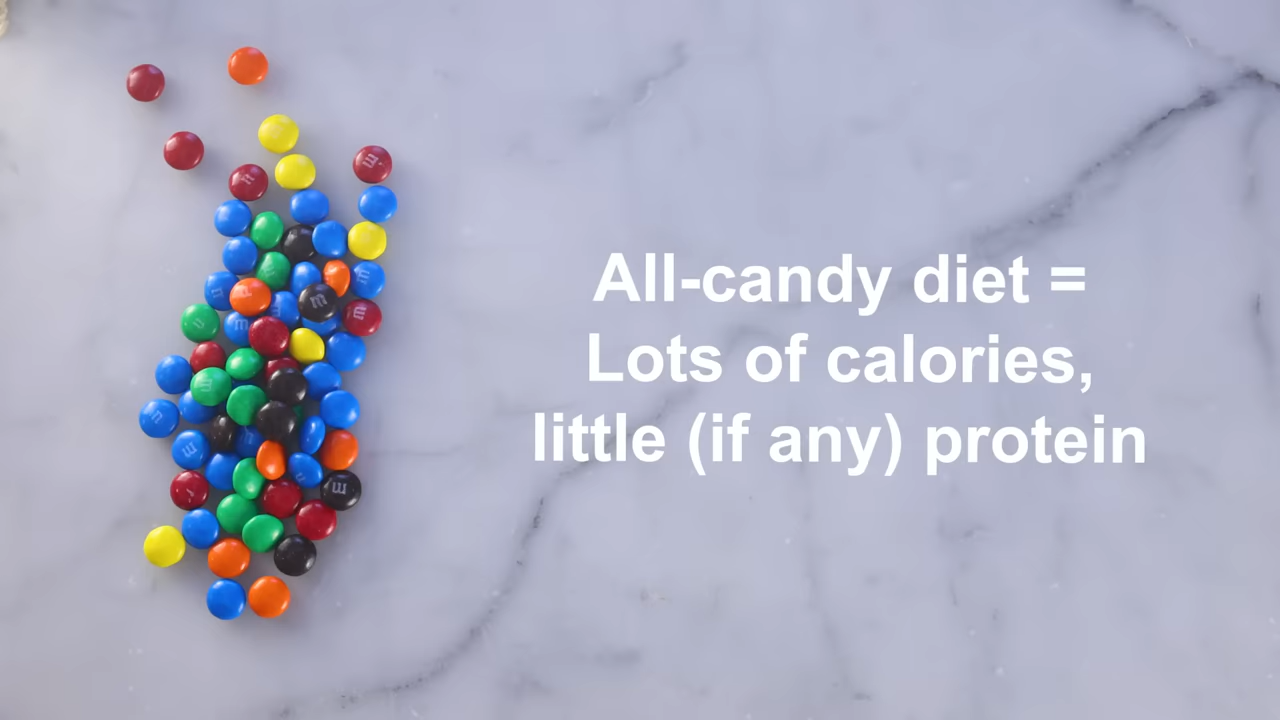 All-candy diet =
Lots of calories,
little (if any) protein
m
m
m
m
m
m
m
m
m